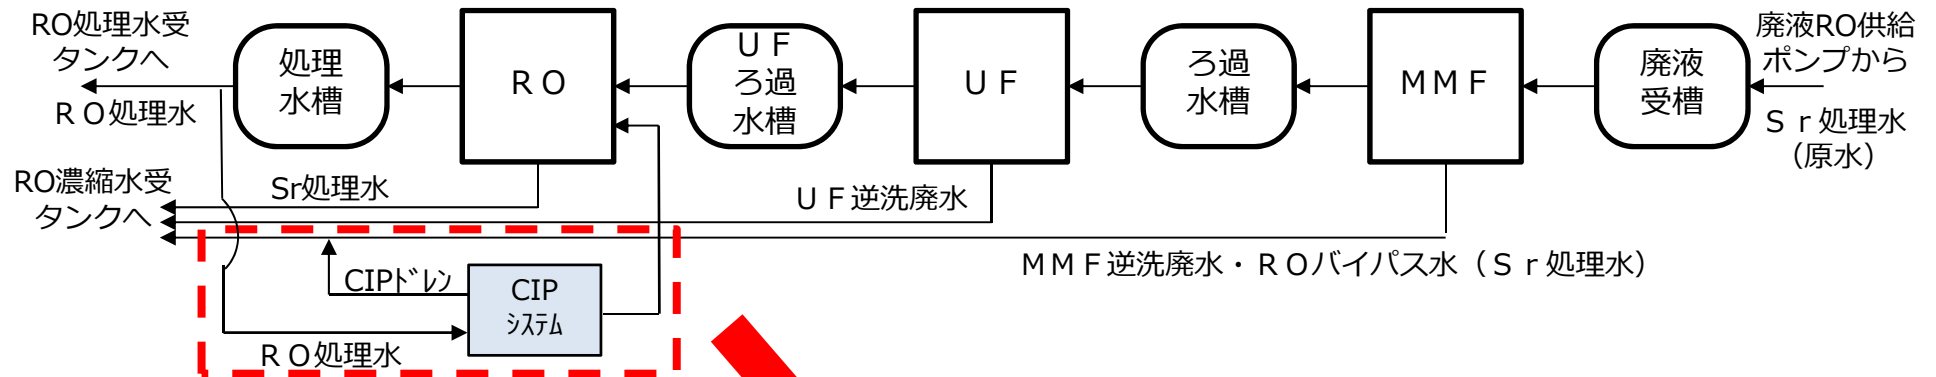 RO処理水受
タンクへ
RO処理水
処理
水槽
RO
UF
ろ過
水槽
UF
ろ過
水槽
MMF
廃液
受槽
廃液RO供給
ポンプから
Sr処理水
（原水）
RO濃縮水受
タンクへ
Sr処理水
UF逆洗廃水
MMF逆洗廃水・ROバイパス水（Sr処理水）
CIPﾄﾞﾚﾝ
CIP
ｼｽﾃﾑ
RO処理水